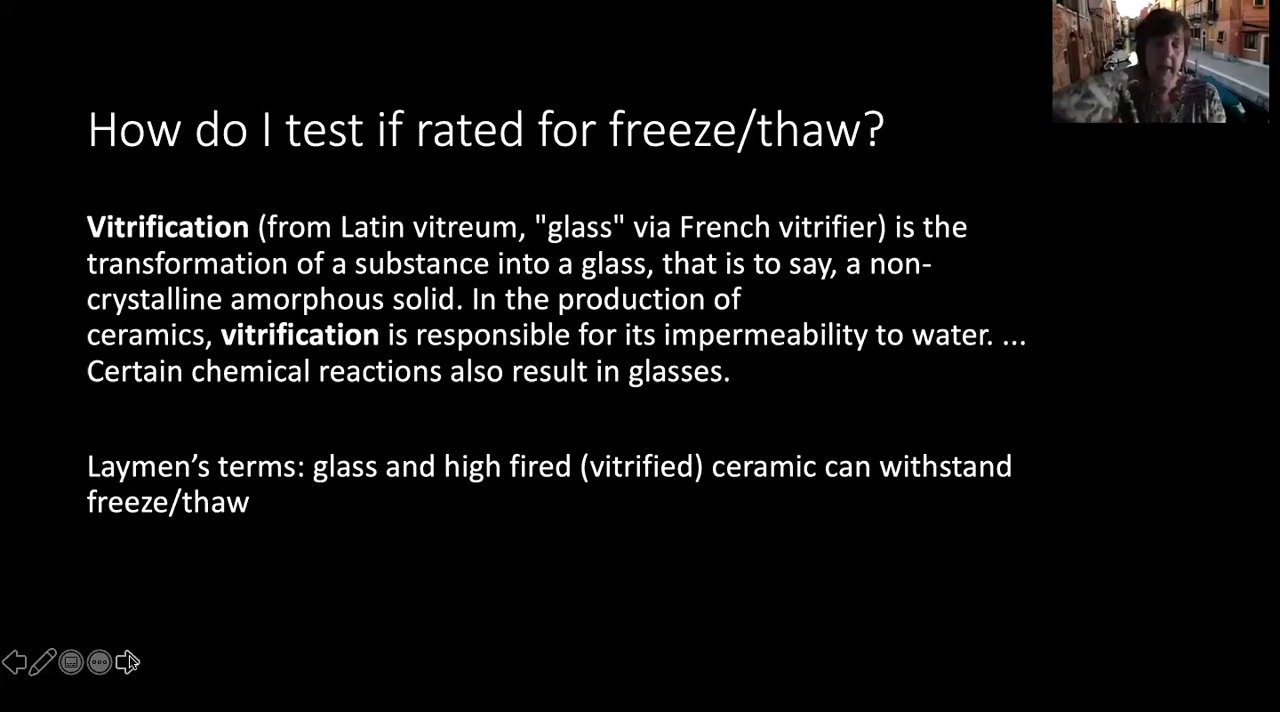 How do I test if rated for freeze/thaw?
Vitrification (from Latin vitreum, "glass" via French vitrifier) is the
transformation of a substance into a glass, that is to say, a non-
crystalline amorphous solid. In the production of
ceramics, vitrification is responsible for its impermeability to water. ...
Certain chemical reactions also result in glasses.
Laymen’s terms: glass and high fired (vitrified) ceramic can withstand
freeze/thaw